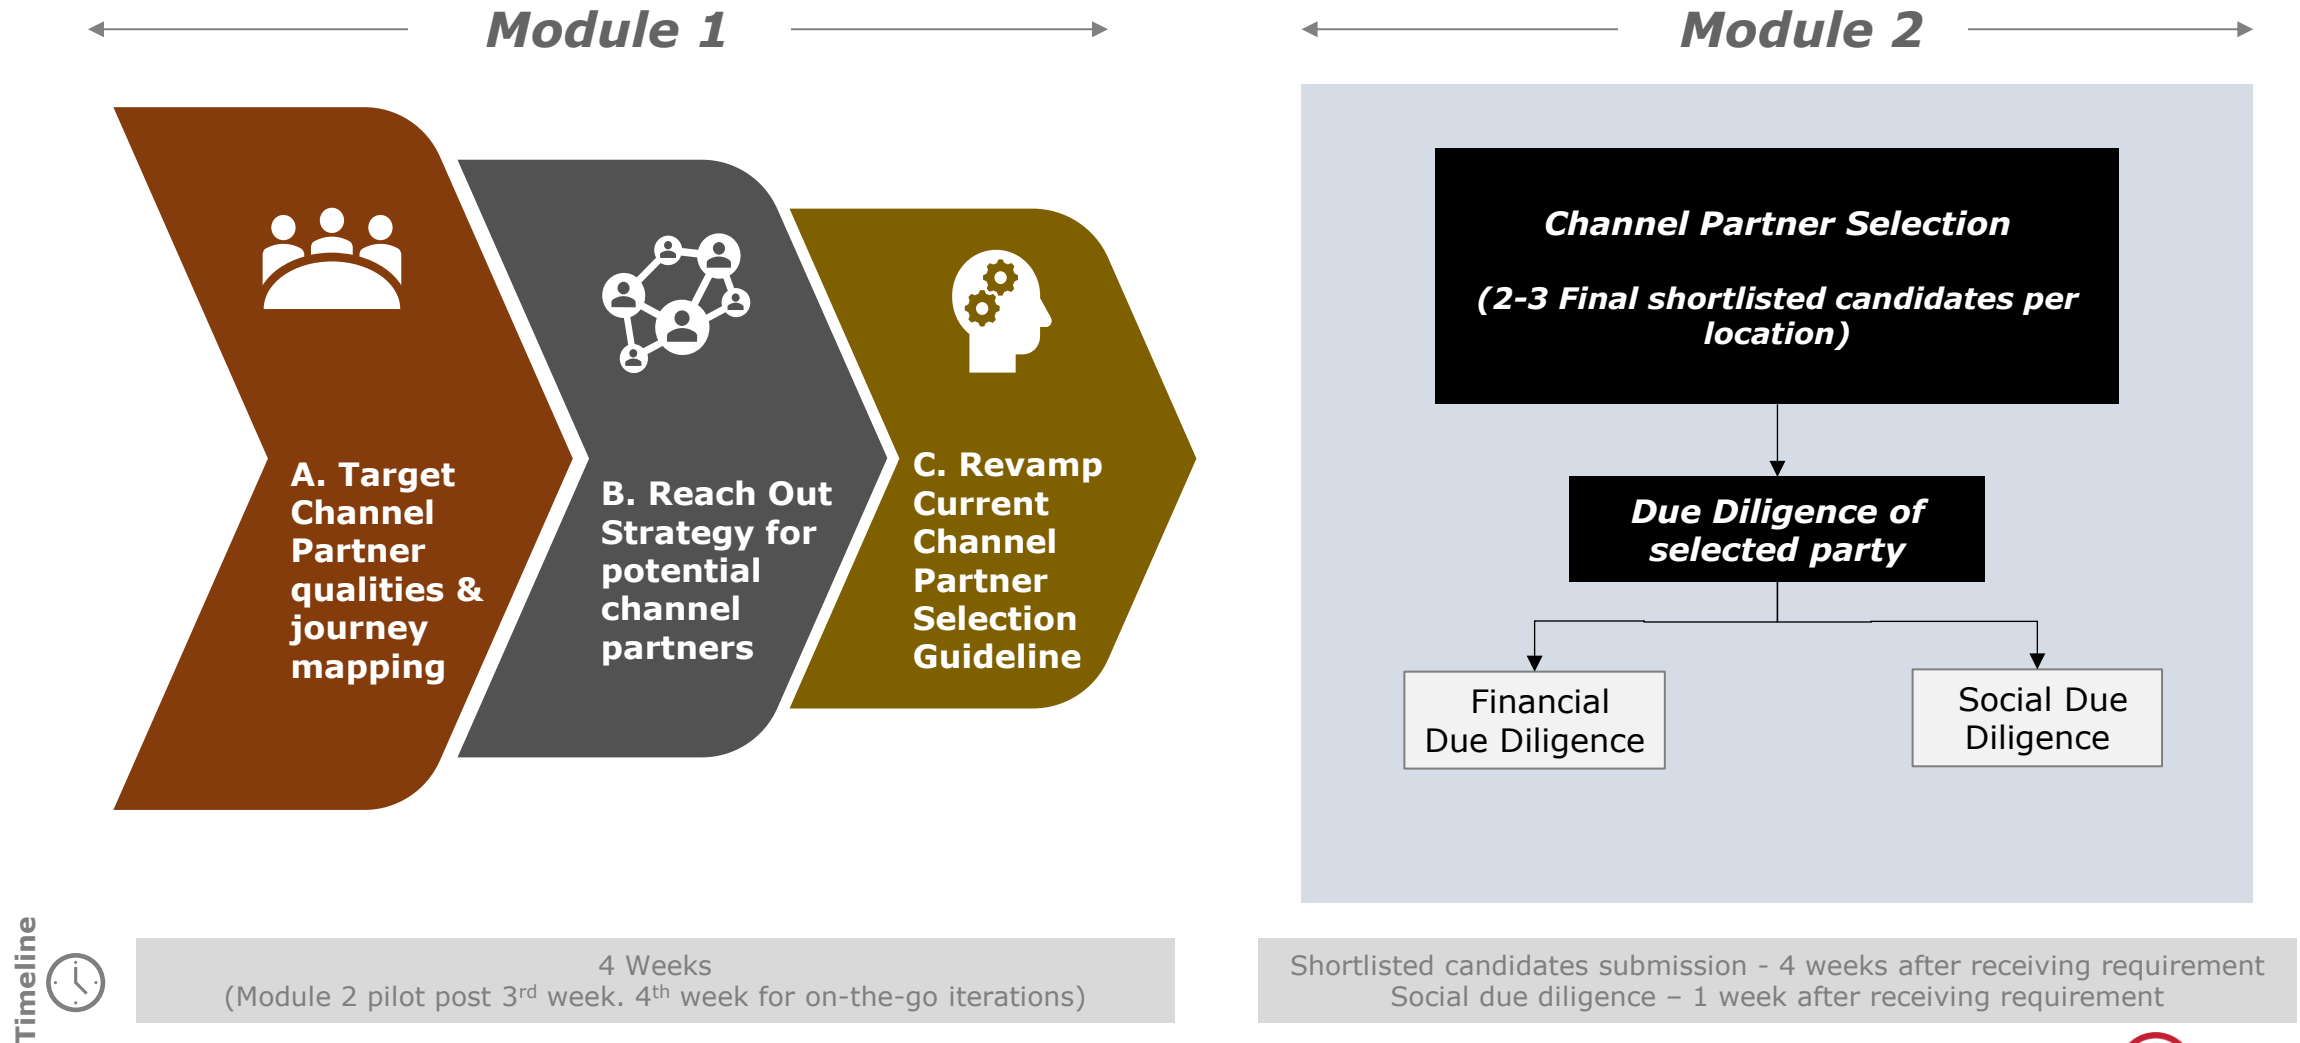 Module 1
Module 2
A. Target
Channel
Partner
qualities &
journey
mapping
B. Reach Out
Strategy for
potential
channel
partners
C. Revamp
Current
Channel
Partner
Selection
Guideline
Channel Partner Selection
(2-3 Final shortlisted candidates per
location)
Due Diligence of
selected party
Financial
Due Diligence
Social Due
Diligence
Timeline
4 Weeks
(Module 2 pilot post 3rd week. 4th week for on-the-go iterations)
Shortlisted candidates submission - 4 weeks after receiving requirement
Social due diligence – 1 week after receiving requirement